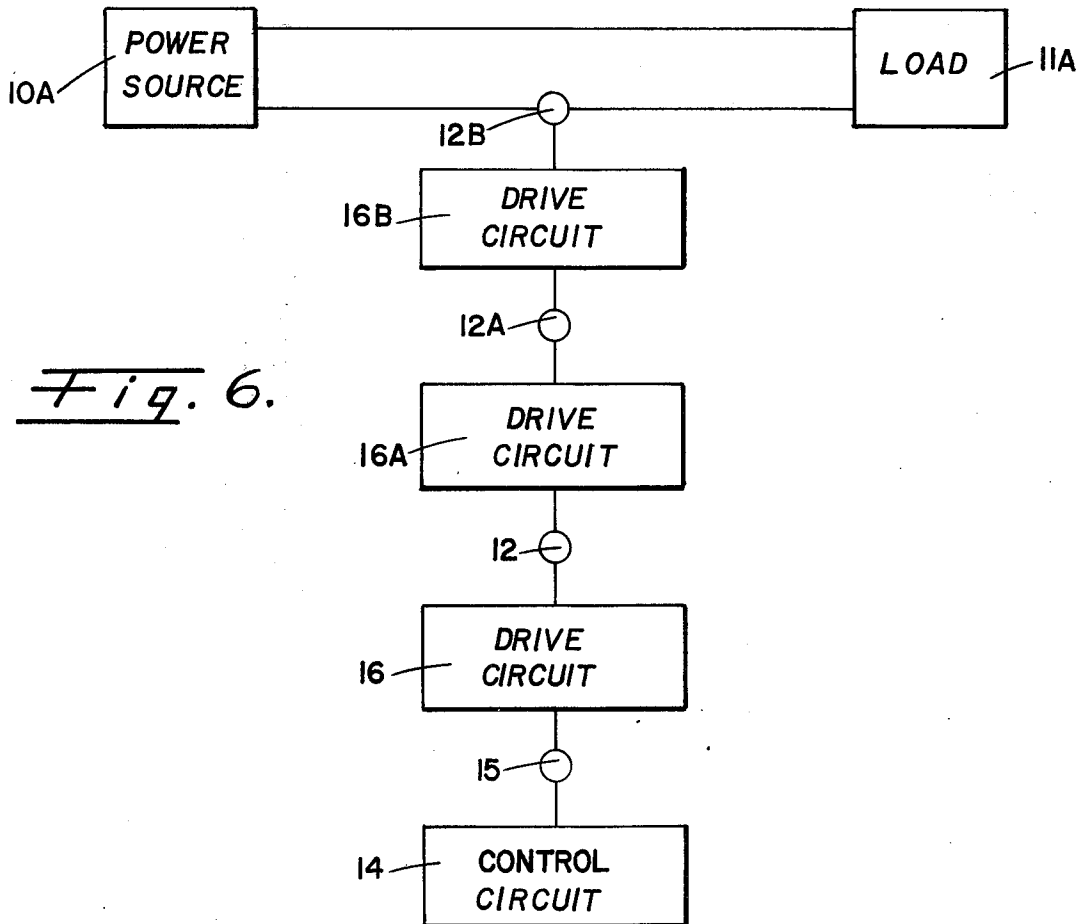 POWER
SOURCE
10A
LOAD
11A
12B
DRIVE
CIRCUIT
16B
12A
Fig. 6.
DRIVE
CIRCUIT
16A
12
DRIVE
CIRCUIT
16
15
CONTROL
CIRCUIT
14